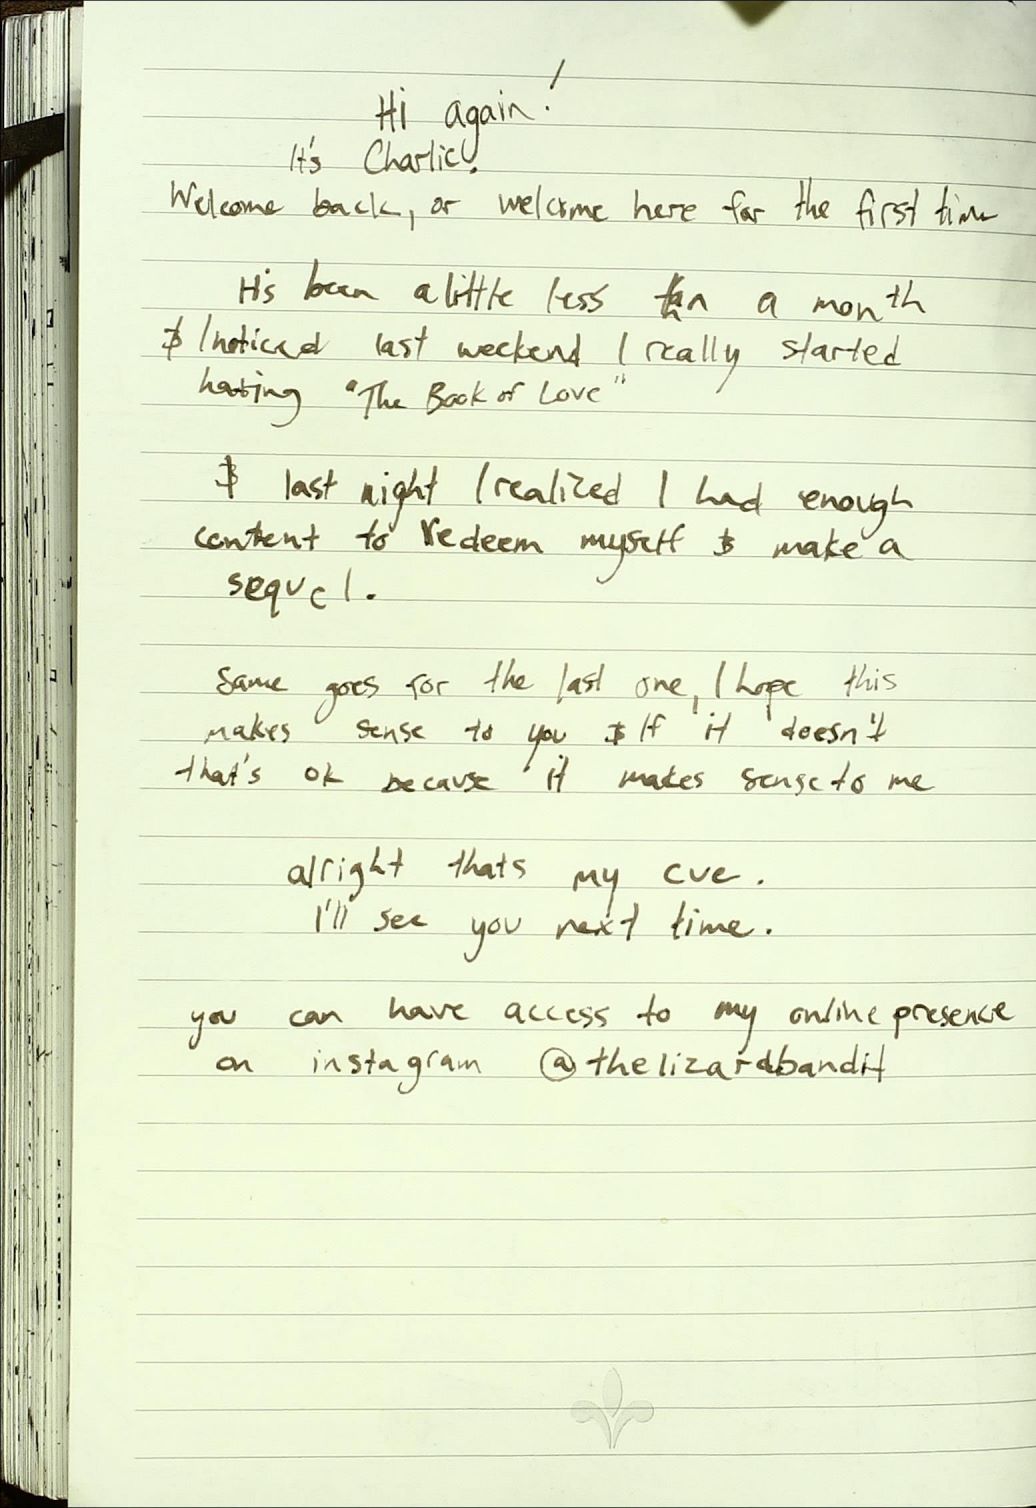 Hi again!
It's Charlie.
Welcome back, or welcome here for the first time
It's been a little less than a month
& I noticed last weekend I really started
hating "The Book of Love"
& last night I realized I had enough
content to redeem myself & make a
sequel.
Same goes for the last one, I hope this
makes sense to you & If it doesn't
that's ok because it makes sense to me
alright thats my cue.
I'll see you next time.
you can have access to my online presence
on instagram @thelizardbandit